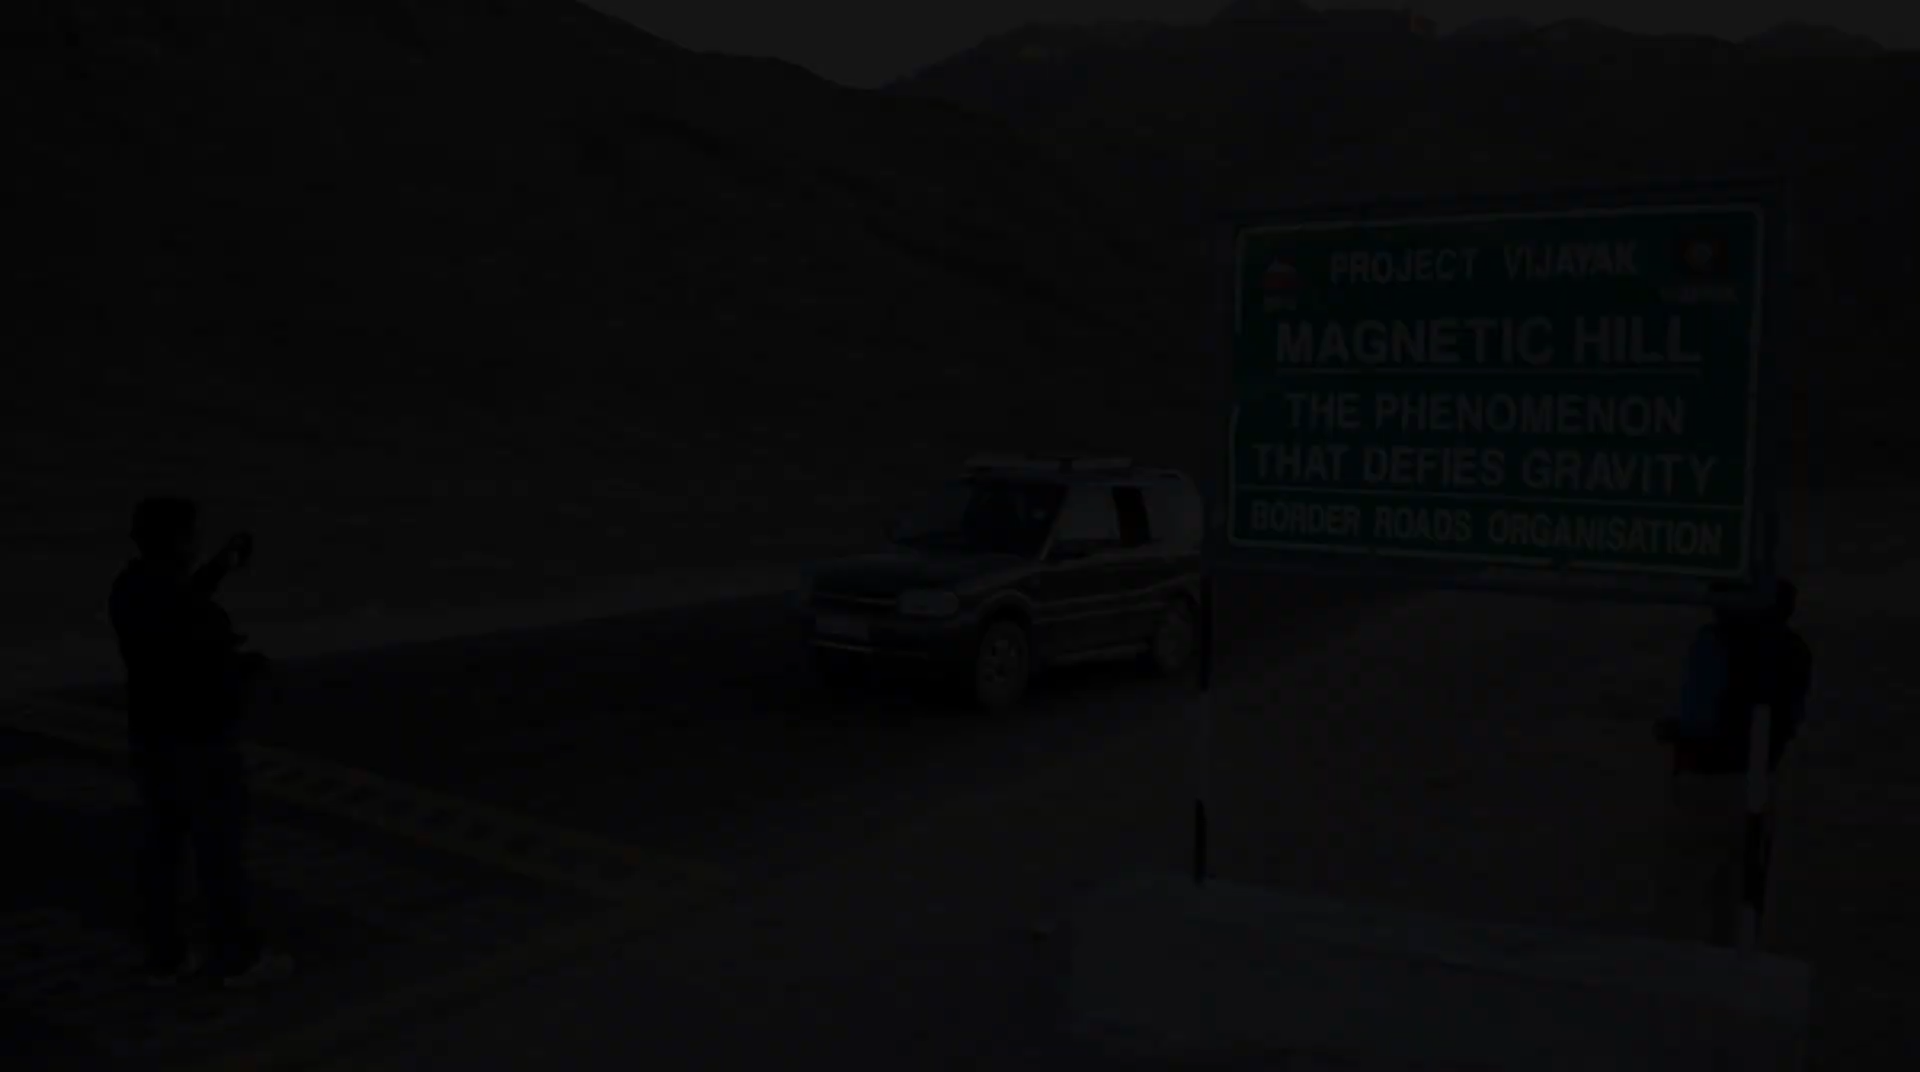 PROJECT VIJAYAK
MAGNETIC HILL
THE PHENOMENON
THAT DEFIES GRAVITY
BORDER ROADS ORGANISATION